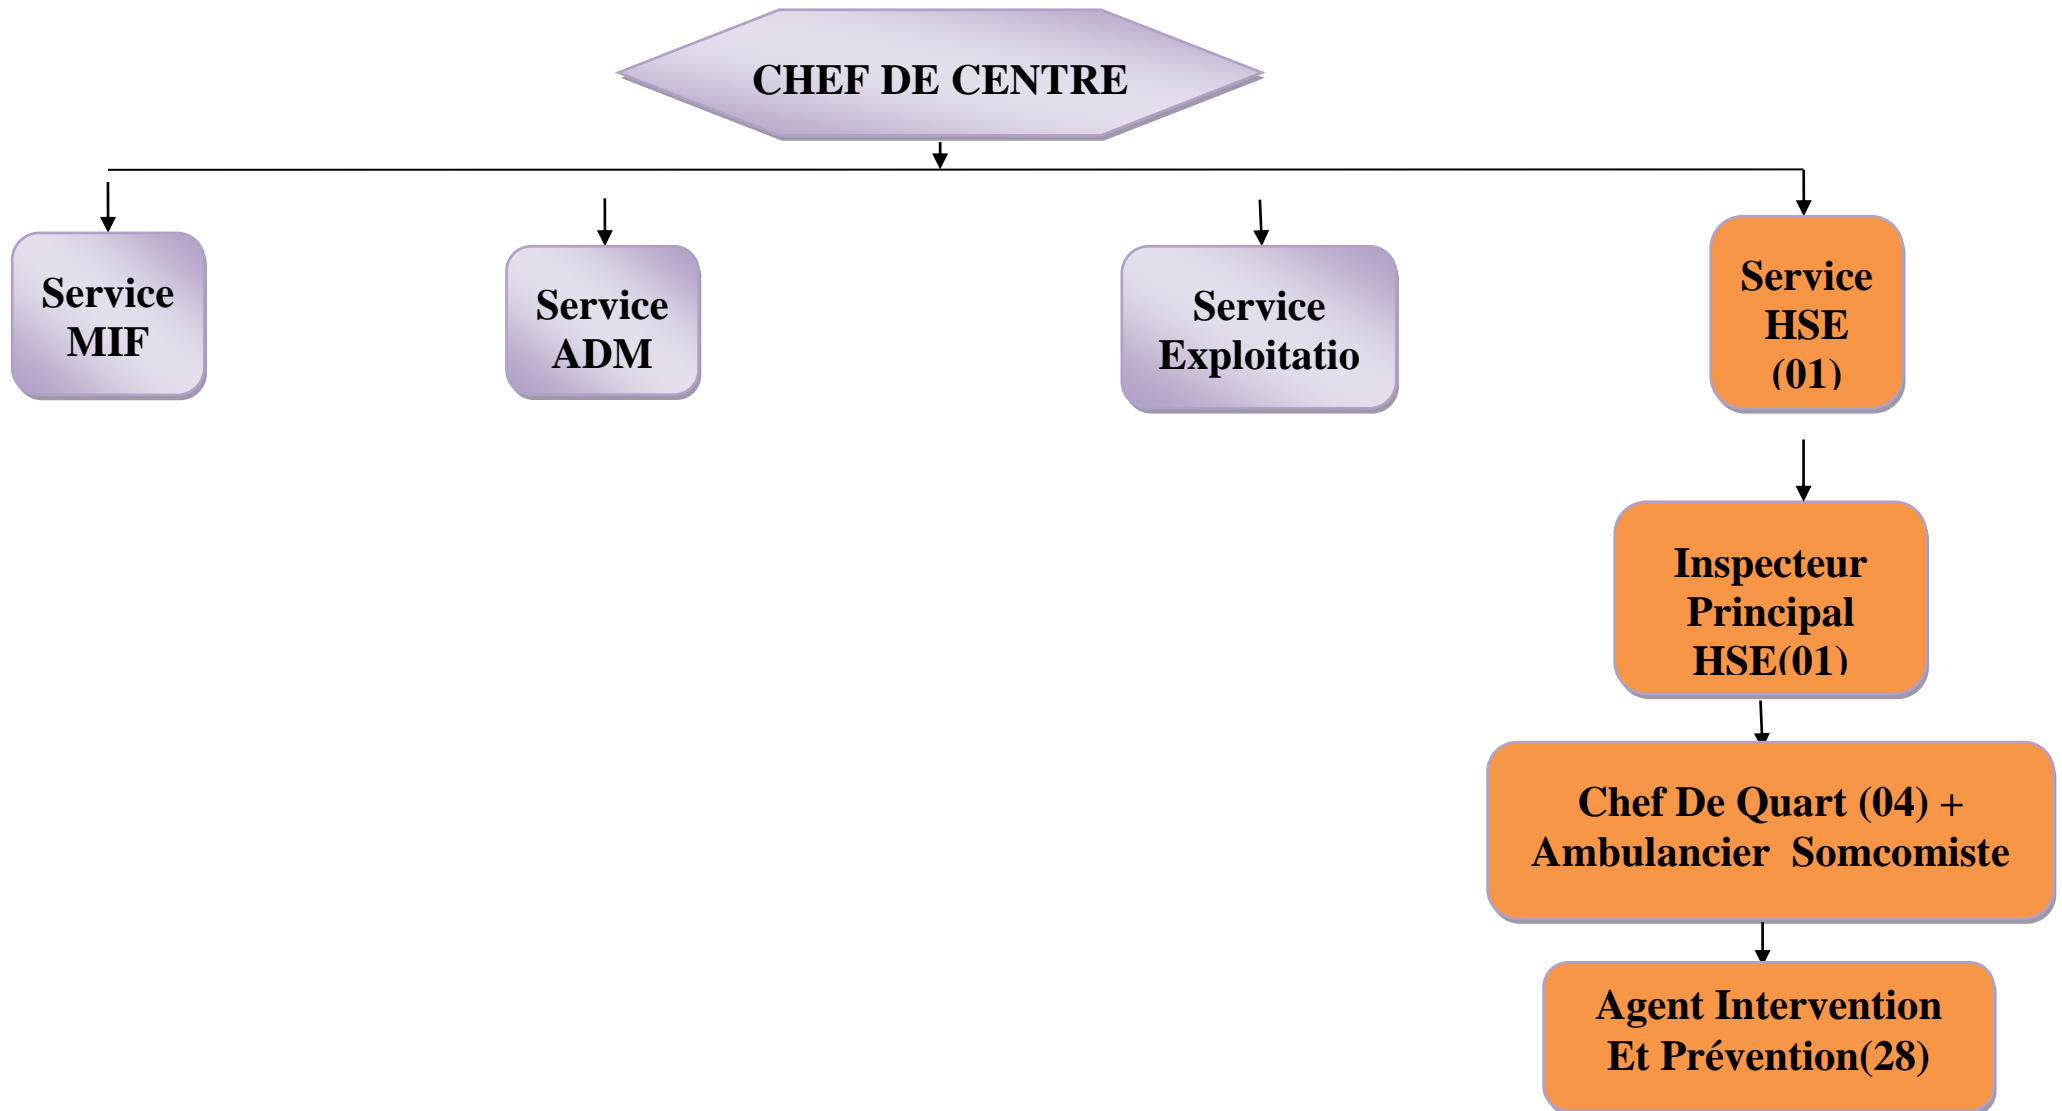 CHEF DE CENTRE
Service
MIF
Service
ADM
Service
Exploitatio
Service
HSE
(01)
Inspecteur
Principal
HSE(01)
Chef De Quart (04) +
Ambulancier  Somcomiste
Agent Intervention
Et Prévention(28)